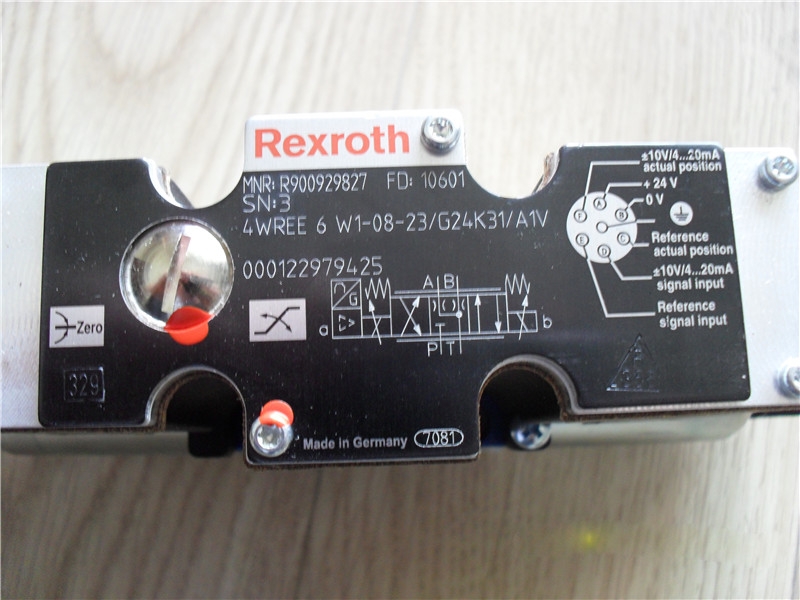 Rexroth
MNR: R900929827 FD: 10601
SN:3
4WREE 6 W1-08-23/G24K31/A1V
000122979425
Zero
329
G
A B
a
b
P T
Made in Germany 7081
±10V/4...20mA
actual position
+ 24 V
0 V
Reference
actual position
±10V/4...20mA
signal input
Reference
signal input
F
A
B
E
D
C